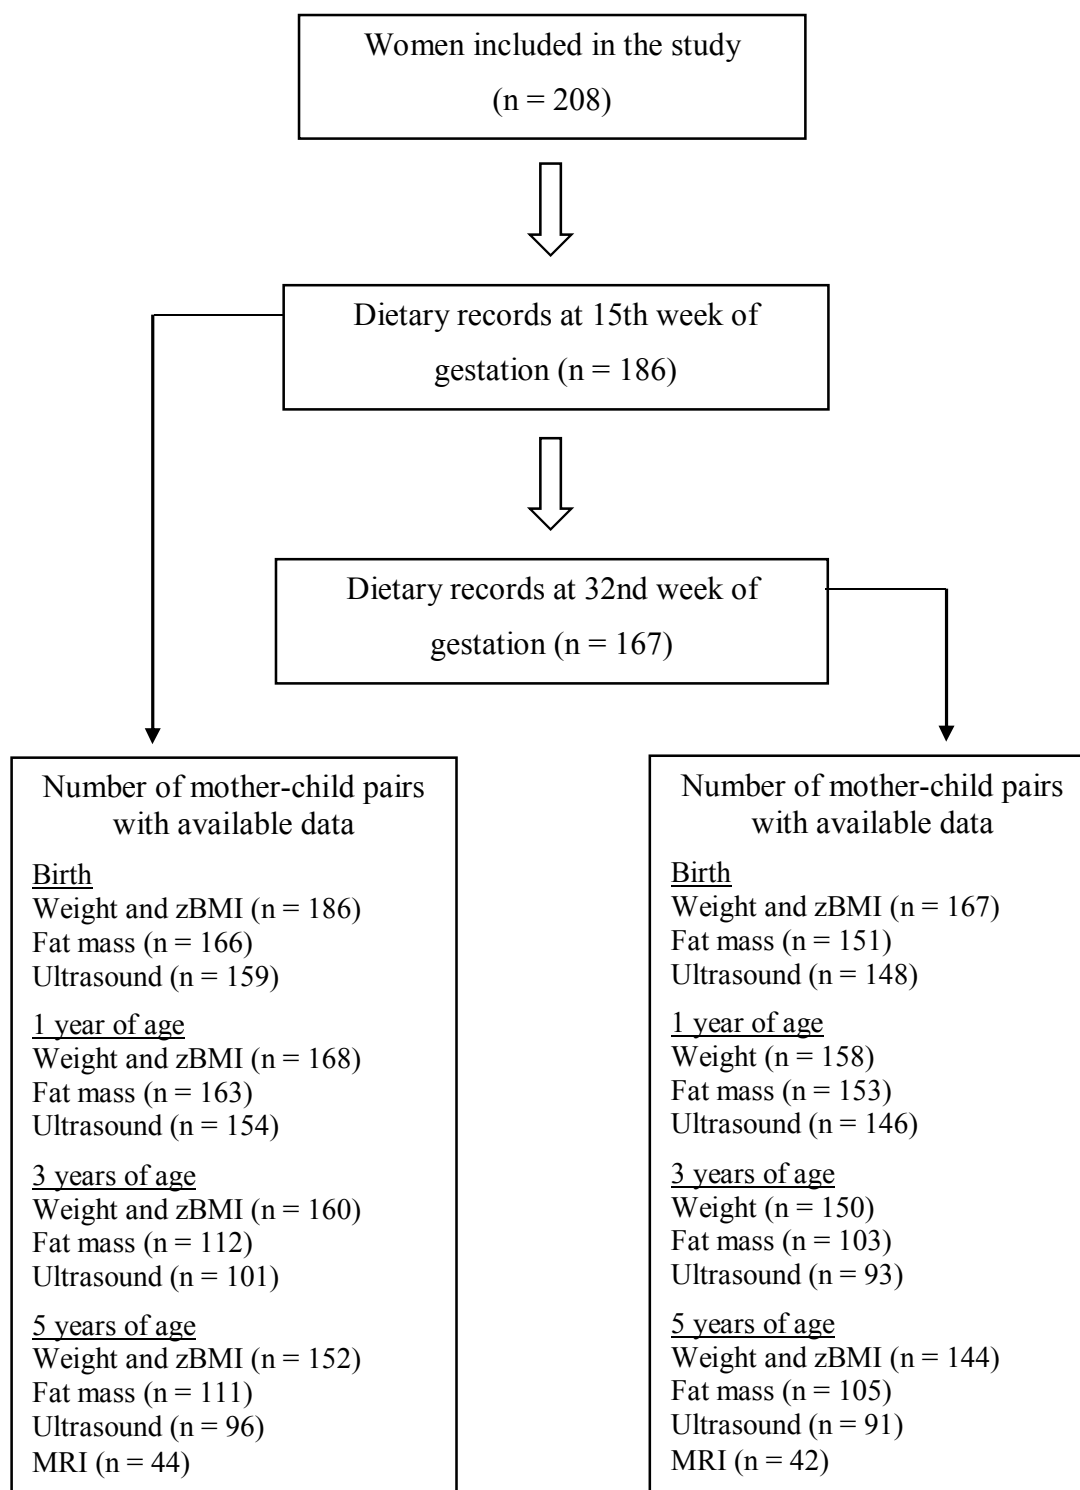 Women included in the study
(n = 208)
Dietary records at 15th week of
gestation (n = 186)
Dietary records at 32nd week of
gestation (n = 167)
Number of mother-child pairs
with available data
Birth
Weight and zBMI (n = 186)
Fat mass (n = 166)
Ultrasound (n = 159)
1 year of age
Weight and zBMI (n = 168)
Fat mass (n = 163)
Ultrasound (n = 154)
3 years of age
Weight and zBMI (n = 160)
Fat mass (n = 112)
Ultrasound (n = 101)
5 years of age
Weight and zBMI (n = 152)
Fat mass (n = 111)
Ultrasound (n = 96)
MRI (n = 44)
Number of mother-child pairs
with available data
Birth
Weight and zBMI (n = 167)
Fat mass (n = 151)
Ultrasound (n = 148)
1 year of age
Weight (n = 158)
Fat mass (n = 153)
Ultrasound (n = 146)
3 years of age
Weight (n = 150)
Fat mass (n = 103)
Ultrasound (n = 93)
5 years of age
Weight and zBMI (n = 144)
Fat mass (n = 105)
Ultrasound (n = 91)
MRI (n = 42)